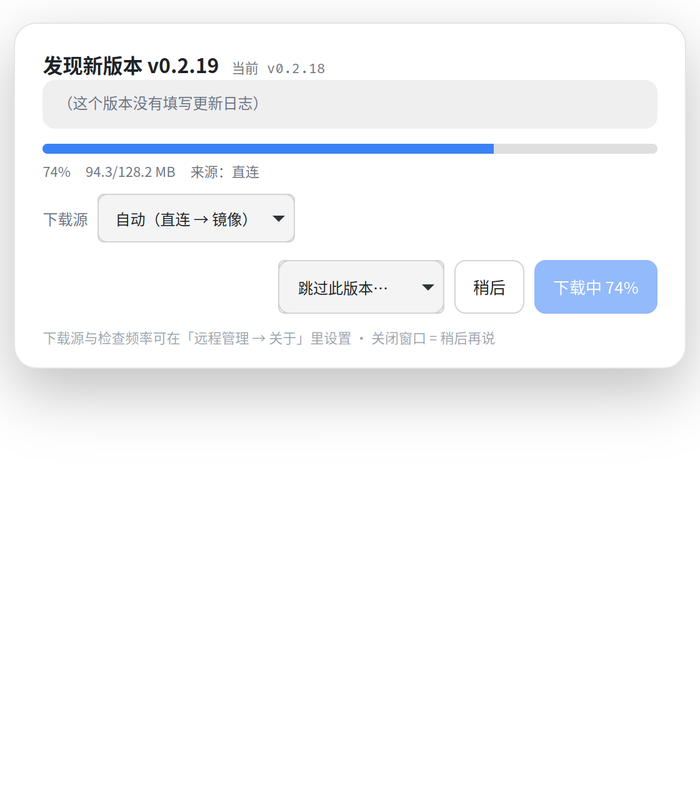 发现新版本 v0.2.19 当前 v0.2.18
（这个版本没有填写更新日志）
74% 94.3/128.2 MB 来源：直连
下载源 自动（直连 → 镜像）
跳过此版本… 稍后 下载中 74%
下载源与检查频率可在「远程管理 → 关于」里设置 · 关闭窗口 = 稍后再说